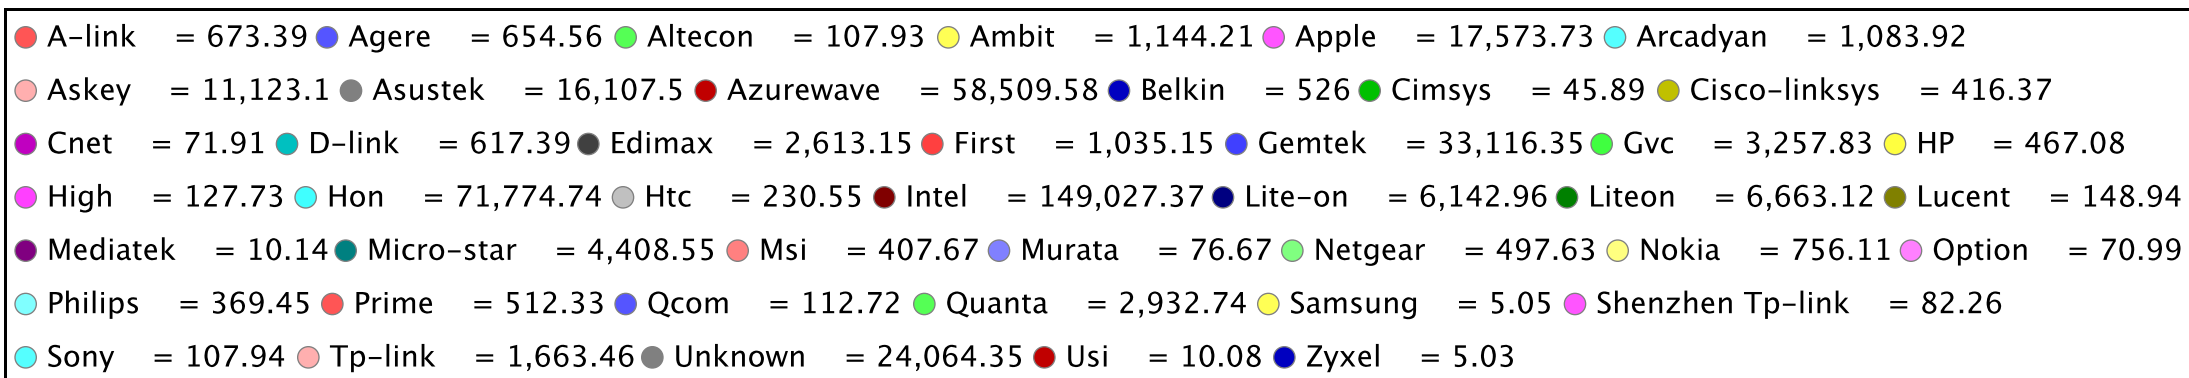 A-link = 673.39 Agere = 654.56 Altecon = 107.93 Ambit = 1,144.21 Apple = 17,573.73 Arcadyan = 1,083.92
Askey = 11,123.1 Asustek = 16,107.5 Azurewave = 58,509.58 Belkin = 526 Cimsys = 45.89 Cisco-linksys = 416.37
Cnet = 71.91 D-link = 617.39 Edimax = 2,613.15 First = 1,035.15 Gemtek = 33,116.35 Gvc = 3,257.83 HP = 467.08
High = 127.73 Hon = 71,774.74 Htc = 230.55 Intel = 149,027.37 Lite-on = 6,142.96 Liteon = 6,663.12 Lucent = 148.94
Mediatek = 10.14 Micro-star = 4,408.55 Msi = 407.67 Murata = 76.67 Netgear = 497.63 Nokia = 756.11 Option = 70.99
Philips = 369.45 Prime = 512.33 Qcom = 112.72 Quanta = 2,932.74 Samsung = 5.05 Shenzhen Tp-link = 82.26
Sony = 107.94 Tp-link = 1,663.46 Unknown = 24,064.35 Usi = 10.08 Zyxel = 5.03